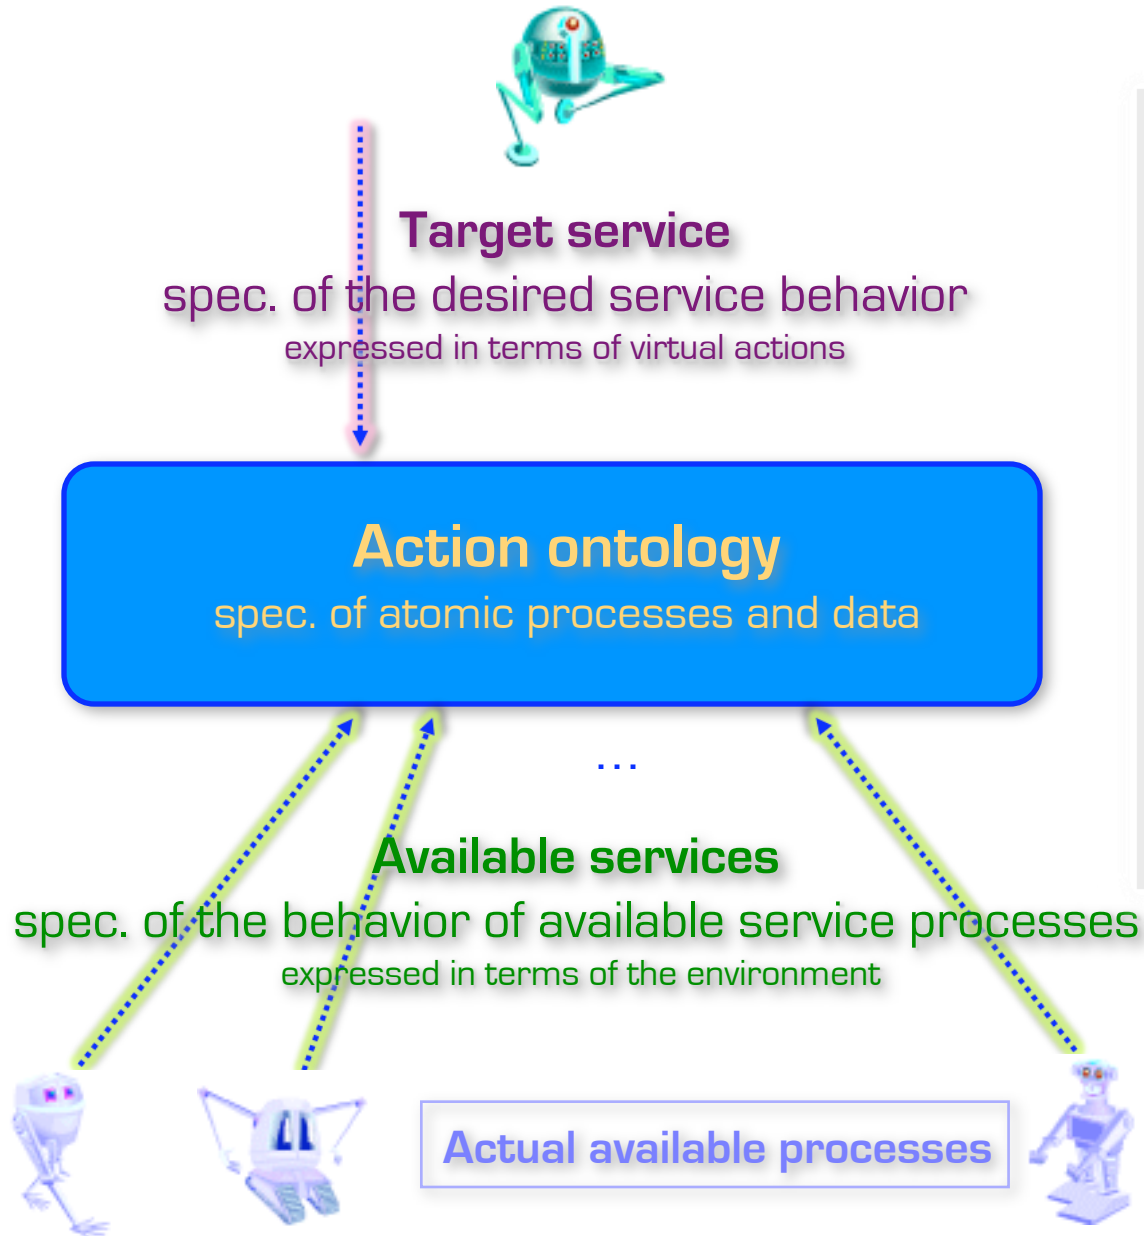 Target service
spec. of the desired service behavior
expressed in terms of virtual actions
Action ontology
spec. of atomic processes and data
...
Available services
spec. of the behavior of available service processes
expressed in terms of the environment
Actual available processes